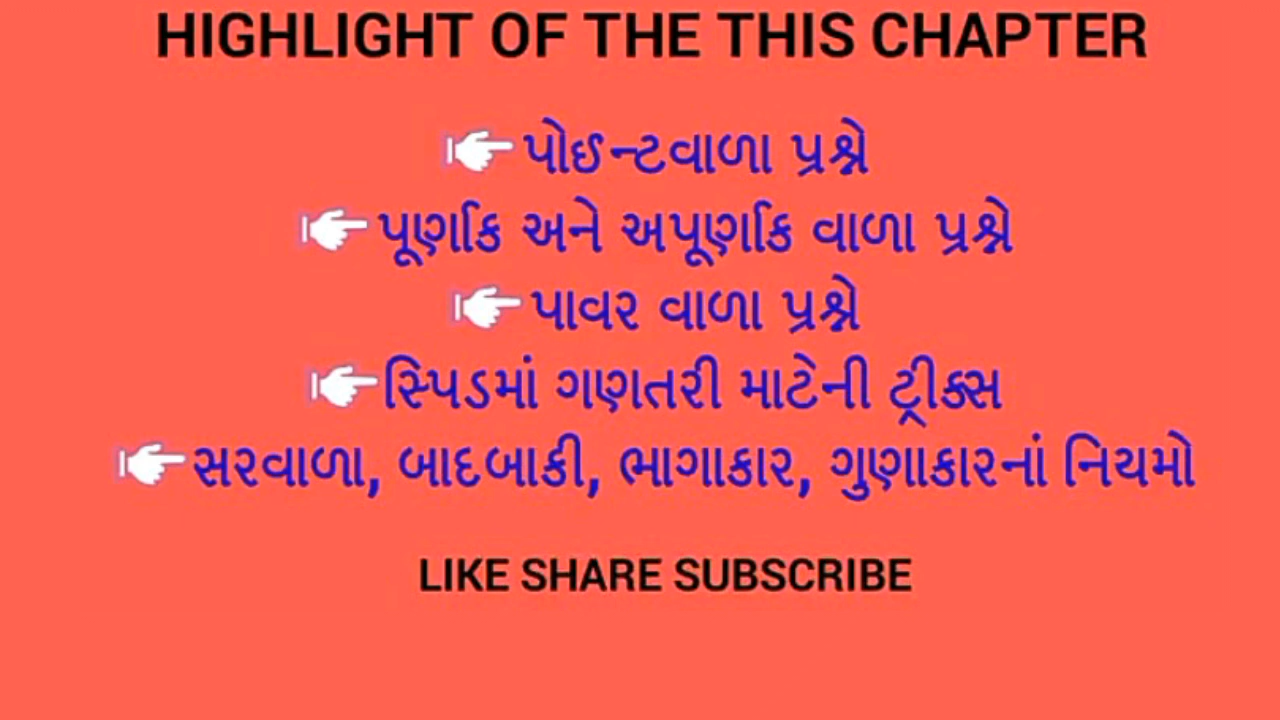 HIGHLIGHT OF THE THIS CHAPTER
👉પોઈન્ટવાળા પ્રશ્ને
👉પૂર્ણાક અને અપૂર્ણાક વાળા પ્રશ્ને
👉પાવર વાળા પ્રશ્ને
👉સ્પિડમાં ગણતરી માટેની ટ્રીક્સ
👉સરવાળા, બાદબાકી, ભાગાકાર, ગુણાકારનાં નિયમો
LIKE SHARE SUBSCRIBE